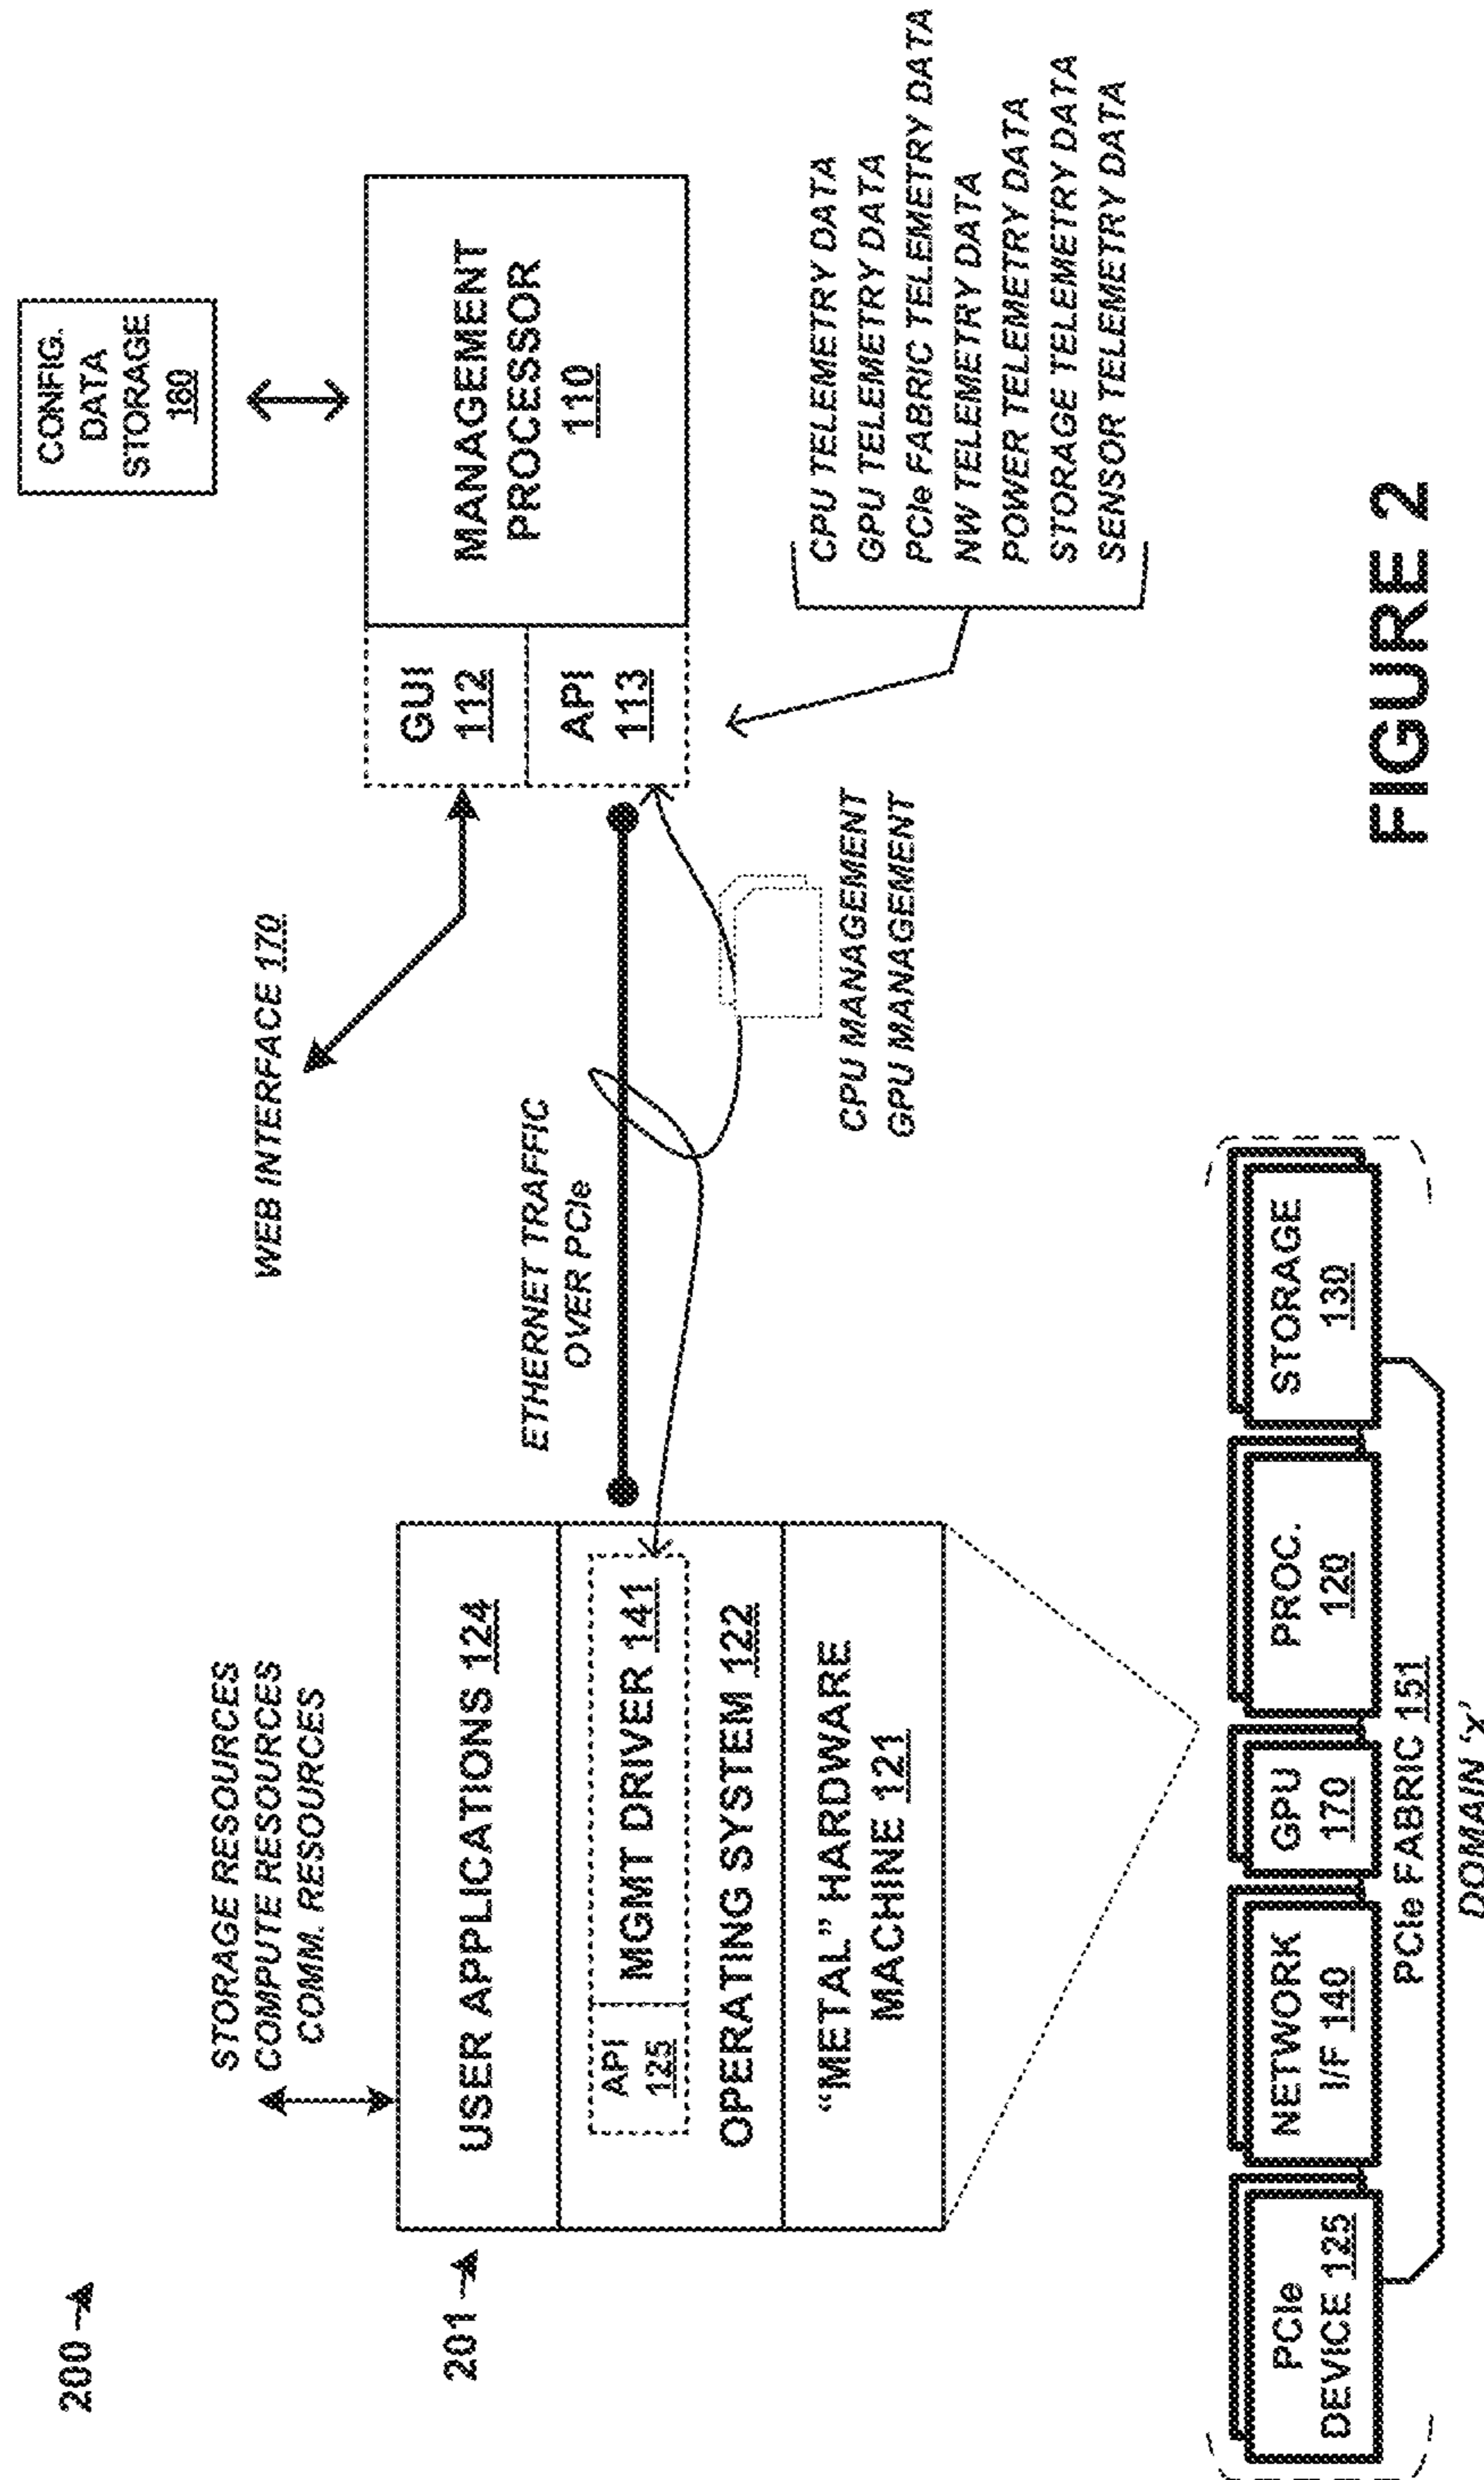 200
STORAGE RESOURCES
COMPUTE RESOURCES
COMM. RESOURCES
201
USER APPLICATIONS 124
API
125
MGMT DRIVER 141
OPERATING SYSTEM 122
“METAL” HARDWARE
MACHINE 121
WEB INTERFACE 170
ETHERNET TRAFFIC
OVER PCIe
CPU MANAGEMENT
GPU MANAGEMENT
CONFIG.
DATA
STORAGE
180
GUI
112
API
113
MANAGEMENT
PROCESSOR
110
CPU TELEMETRY DATA
GPU TELEMETRY DATA
PCIe FABRIC TELEMETRY DATA
NW TELEMETRY DATA
POWER TELEMETRY DATA
STORAGE TELEMETRY DATA
SENSOR TELEMETRY DATA
PCIe
DEVICE 125
NETWORK
I/F 140
GPU
170
PROC.
120
STORAGE
130
PCIe FABRIC 151
DOMAIN ‘x’
FIGURE 2